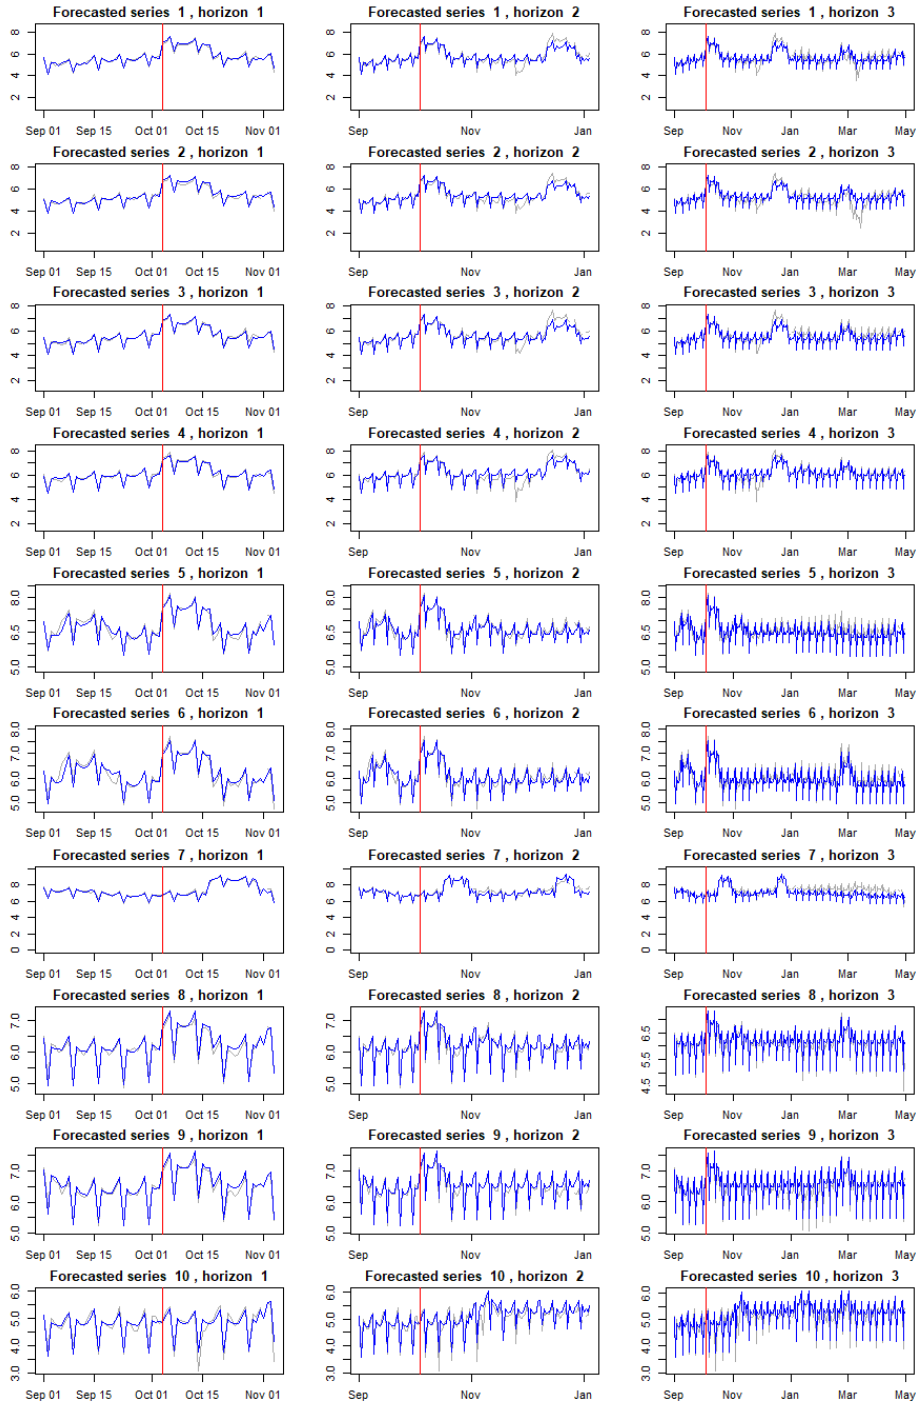 Forecasted series 1 , horizon 1
8
6
4
2
Sep 01 Sep 15 Oct 01 Oct 15 Nov 01
Forecasted series 1 , horizon 2
8
6
4
2
Sep Nov Jan
Forecasted series 1 , horizon 3
8
6
4
2
Sep Nov Jan Mar May
Forecasted series 2 , horizon 1
8
6
4
2
Sep 01 Sep 15 Oct 01 Oct 15 Nov 01
Forecasted series 2 , horizon 2
8
6
4
2
Sep Nov Jan
Forecasted series 2 , horizon 3
8
6
4
2
Sep Nov Jan Mar May
Forecasted series 3 , horizon 1
8
6
4
2
Sep 01 Sep 15 Oct 01 Oct 15 Nov 01
Forecasted series 3 , horizon 2
8
6
4
2
Sep Nov Jan
Forecasted series 3 , horizon 3
8
6
4
2
Sep Nov Jan Mar May
Forecasted series 4 , horizon 1
8
6
4
2
Sep 01 Sep 15 Oct 01 Oct 15 Nov 01
Forecasted series 4 , horizon 2
8
6
4
2
Sep Nov Jan
Forecasted series 4 , horizon 3
8
6
4
2
Sep Nov Jan Mar May
Forecasted series 5 , horizon 1
8.0
6.5
5.0
Sep 01 Sep 15 Oct 01 Oct 15 Nov 01
Forecasted series 5 , horizon 2
8.0
6.5
5.0
Sep Nov Jan
Forecasted series 5 , horizon 3
8.0
6.5
5.0
Sep Nov Jan Mar May
Forecasted series 6 , horizon 1
8.0
7.0
6.0
5.0
Sep 01 Sep 15 Oct 01 Oct 15 Nov 01
Forecasted series 6 , horizon 2
8.0
7.0
6.0
5.0
Sep Nov Jan
Forecasted series 6 , horizon 3
8.0
7.0
6.0
5.0
Sep Nov Jan Mar May
Forecasted series 7 , horizon 1
8
6
4
2
0
Sep 01 Sep 15 Oct 01 Oct 15 Nov 01
Forecasted series 7 , horizon 2
8
6
4
2
0
Sep Nov Jan
Forecasted series 7 , horizon 3
8
6
4
2
0
Sep Nov Jan Mar May
Forecasted series 8 , horizon 1
7.0
6.0
5.0
Sep 01 Sep 15 Oct 01 Oct 15 Nov 01
Forecasted series 8 , horizon 2
7.0
6.0
5.0
Sep Nov Jan
Forecasted series 8 , horizon 3
6.5
5.5
4.5
Sep Nov Jan Mar May
Forecasted series 9 , horizon 1
7.0
6.0
5.0
Sep 01 Sep 15 Oct 01 Oct 15 Nov 01
Forecasted series 9 , horizon 2
7.0
6.0
5.0
Sep Nov Jan
Forecasted series 9 , horizon 3
7.0
6.0
5.0
Sep Nov Jan Mar May
Forecasted series 10 , horizon 1
6.0
5.0
4.0
3.0
Sep 01 Sep 15 Oct 01 Oct 15 Nov 01
Forecasted series 10 , horizon 2
6.0
5.0
4.0
3.0
Sep Nov Jan
Forecasted series 10 , horizon 3
6.0
5.0
4.0
3.0
Sep Nov Jan Mar May